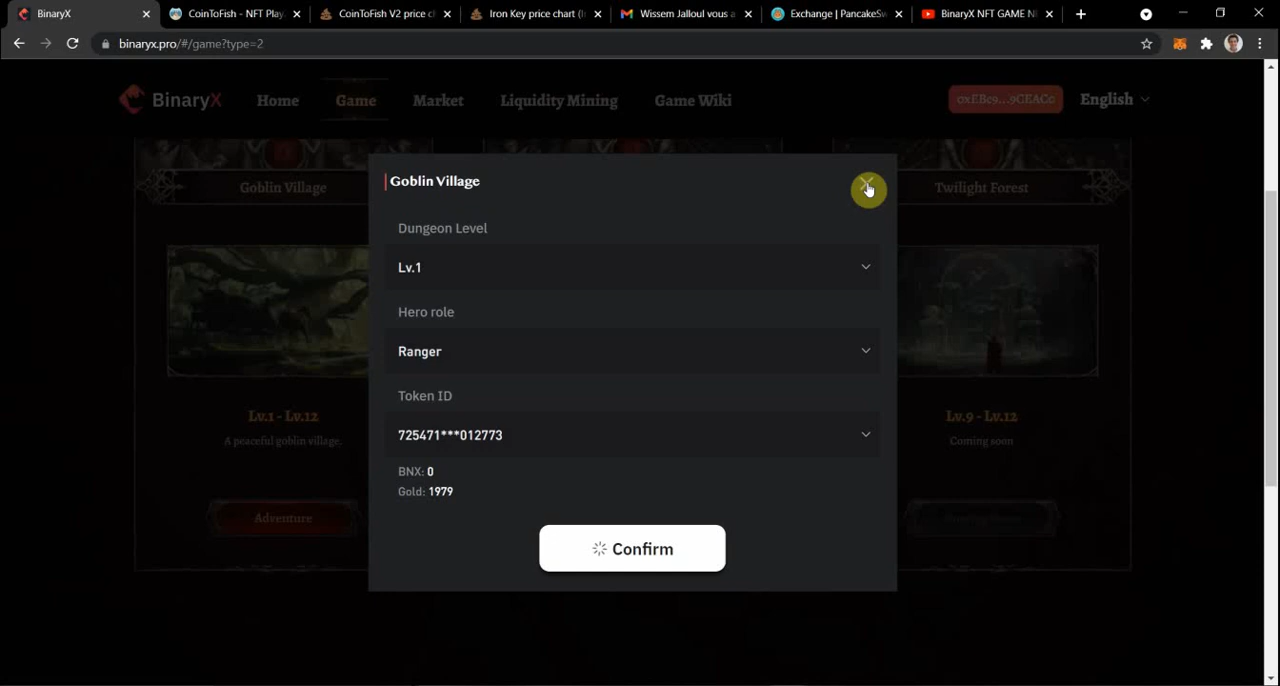 BinaryX
CoinToFish - NFT Play
CoinToFish V2 price c
Iron Key price chart (I
Wissem Jalloul vous a
Exchange | PancakeSw
BinaryX NFT GAME N
binaryx.pro/#/game?type=2
BinaryX
Home
Game
Market
Liquidity Mining
Game Wiki
English
Goblin Village
Twilight Forest
Goblin Village
Dungeon Level
Lv.1
Hero role
Ranger
Token ID
725471***012773
BNX: 0
Gold: 1979
Confirm
Lv.1 - Lv.12
A peaceful goblin village.
Adventure
Lv.9 - Lv.12
Coming soon